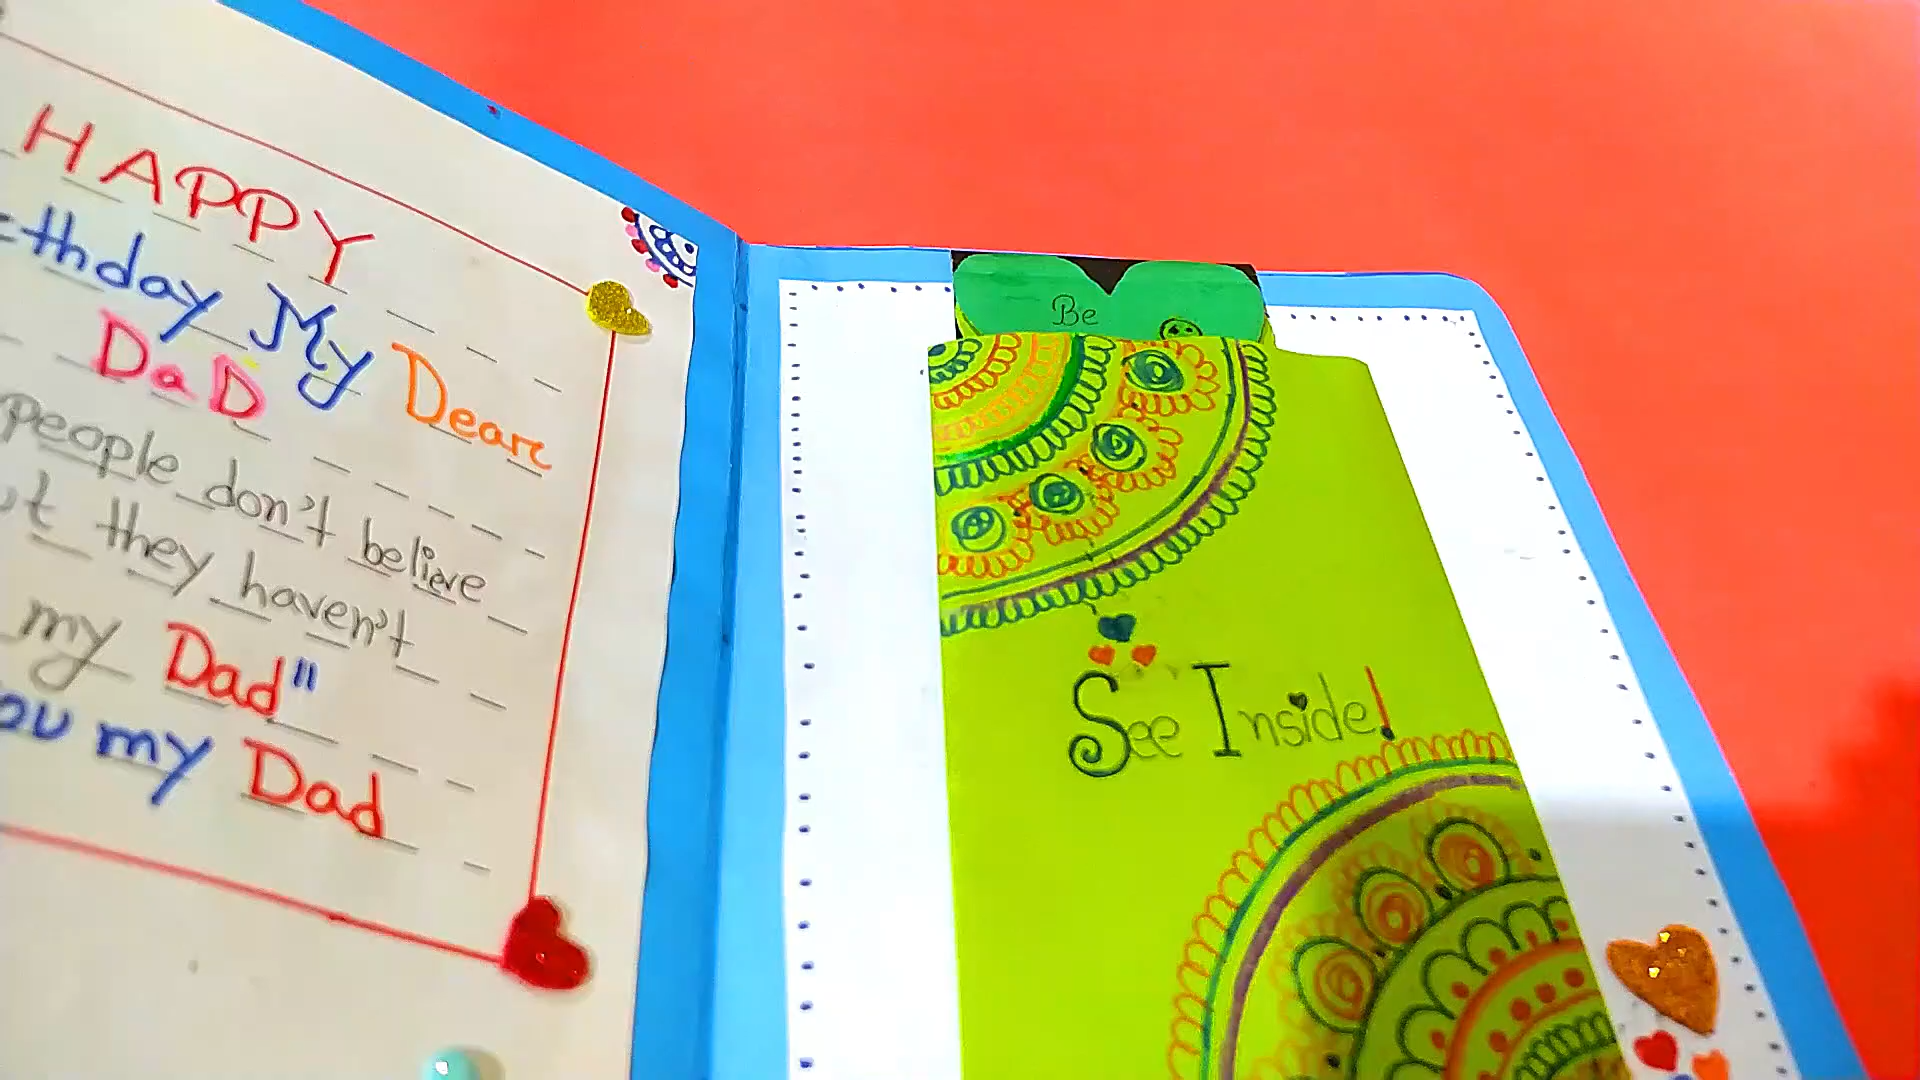 HAPPY
thday My Dear
DaD
people don't believe
they haven't
my Dad"
my Dad
Be
See Inside!